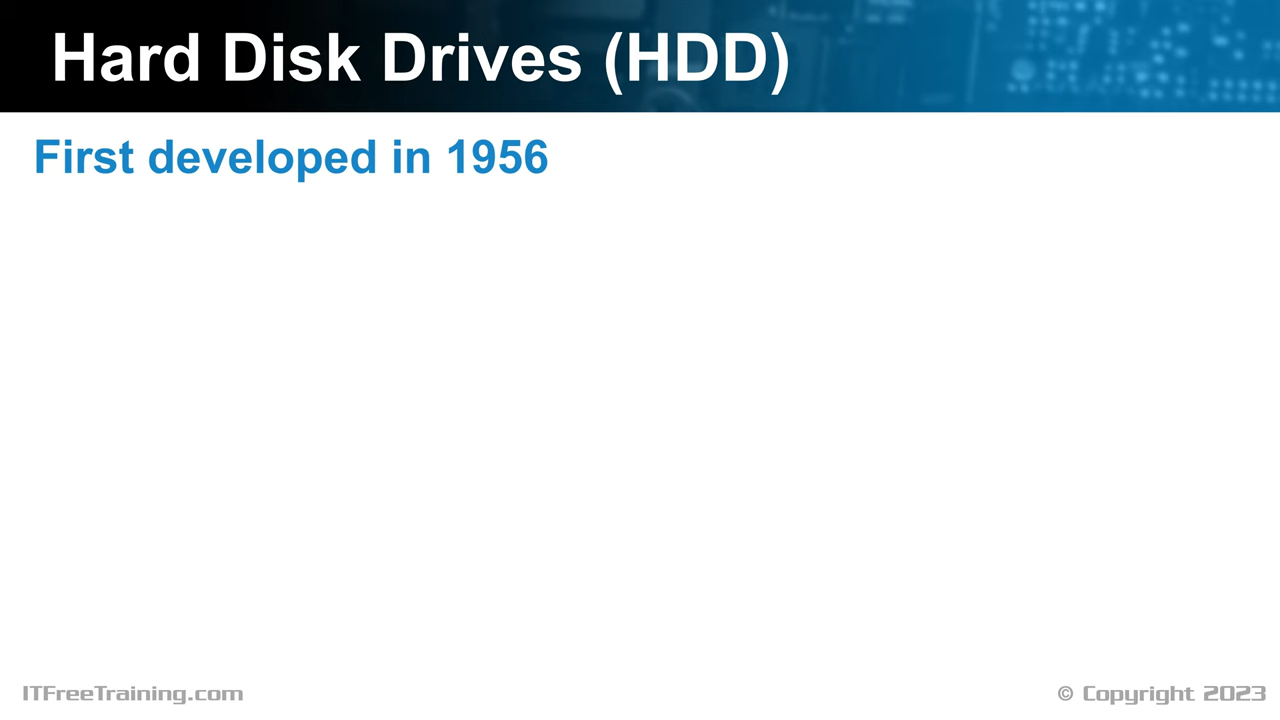 Hard Disk Drives (HDD)
First developed in 1956
ITFreeTraining.com
© Copyright 2023